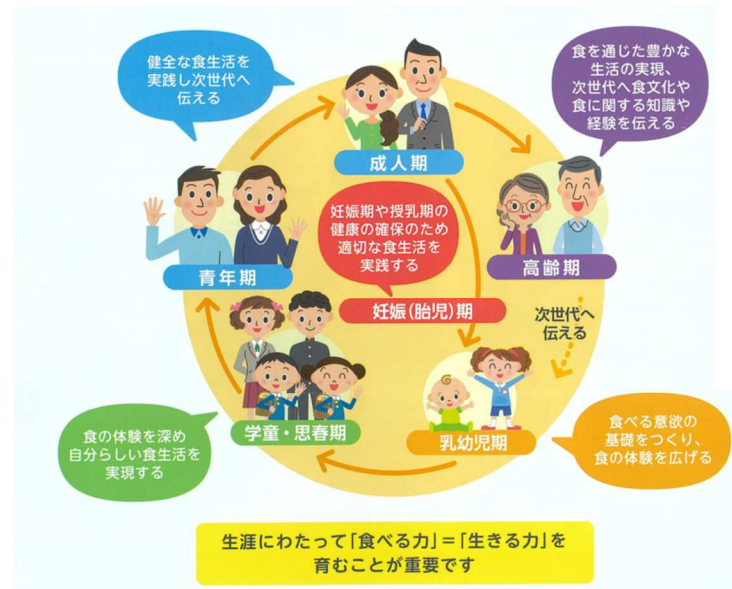 健全な食生活を
実践し次世代へ
伝える
食を通じた豊かな
生活の実現、
次世代へ食文化や
食に関する知識や
経験を伝える
成人期
妊娠期や授乳期の
健康の確保のため
適切な食生活を
実践する
青年期
高齢期
妊娠(胎児)期
次世代へ
伝える
食の体験を深め
自分らしい食生活を
実現する
学童・思春期
乳幼児期
食べる意欲の
基礎をつくり、
食の体験を広げる
生涯にわたって「食べる力」=「生きる力」を
育むことが重要です